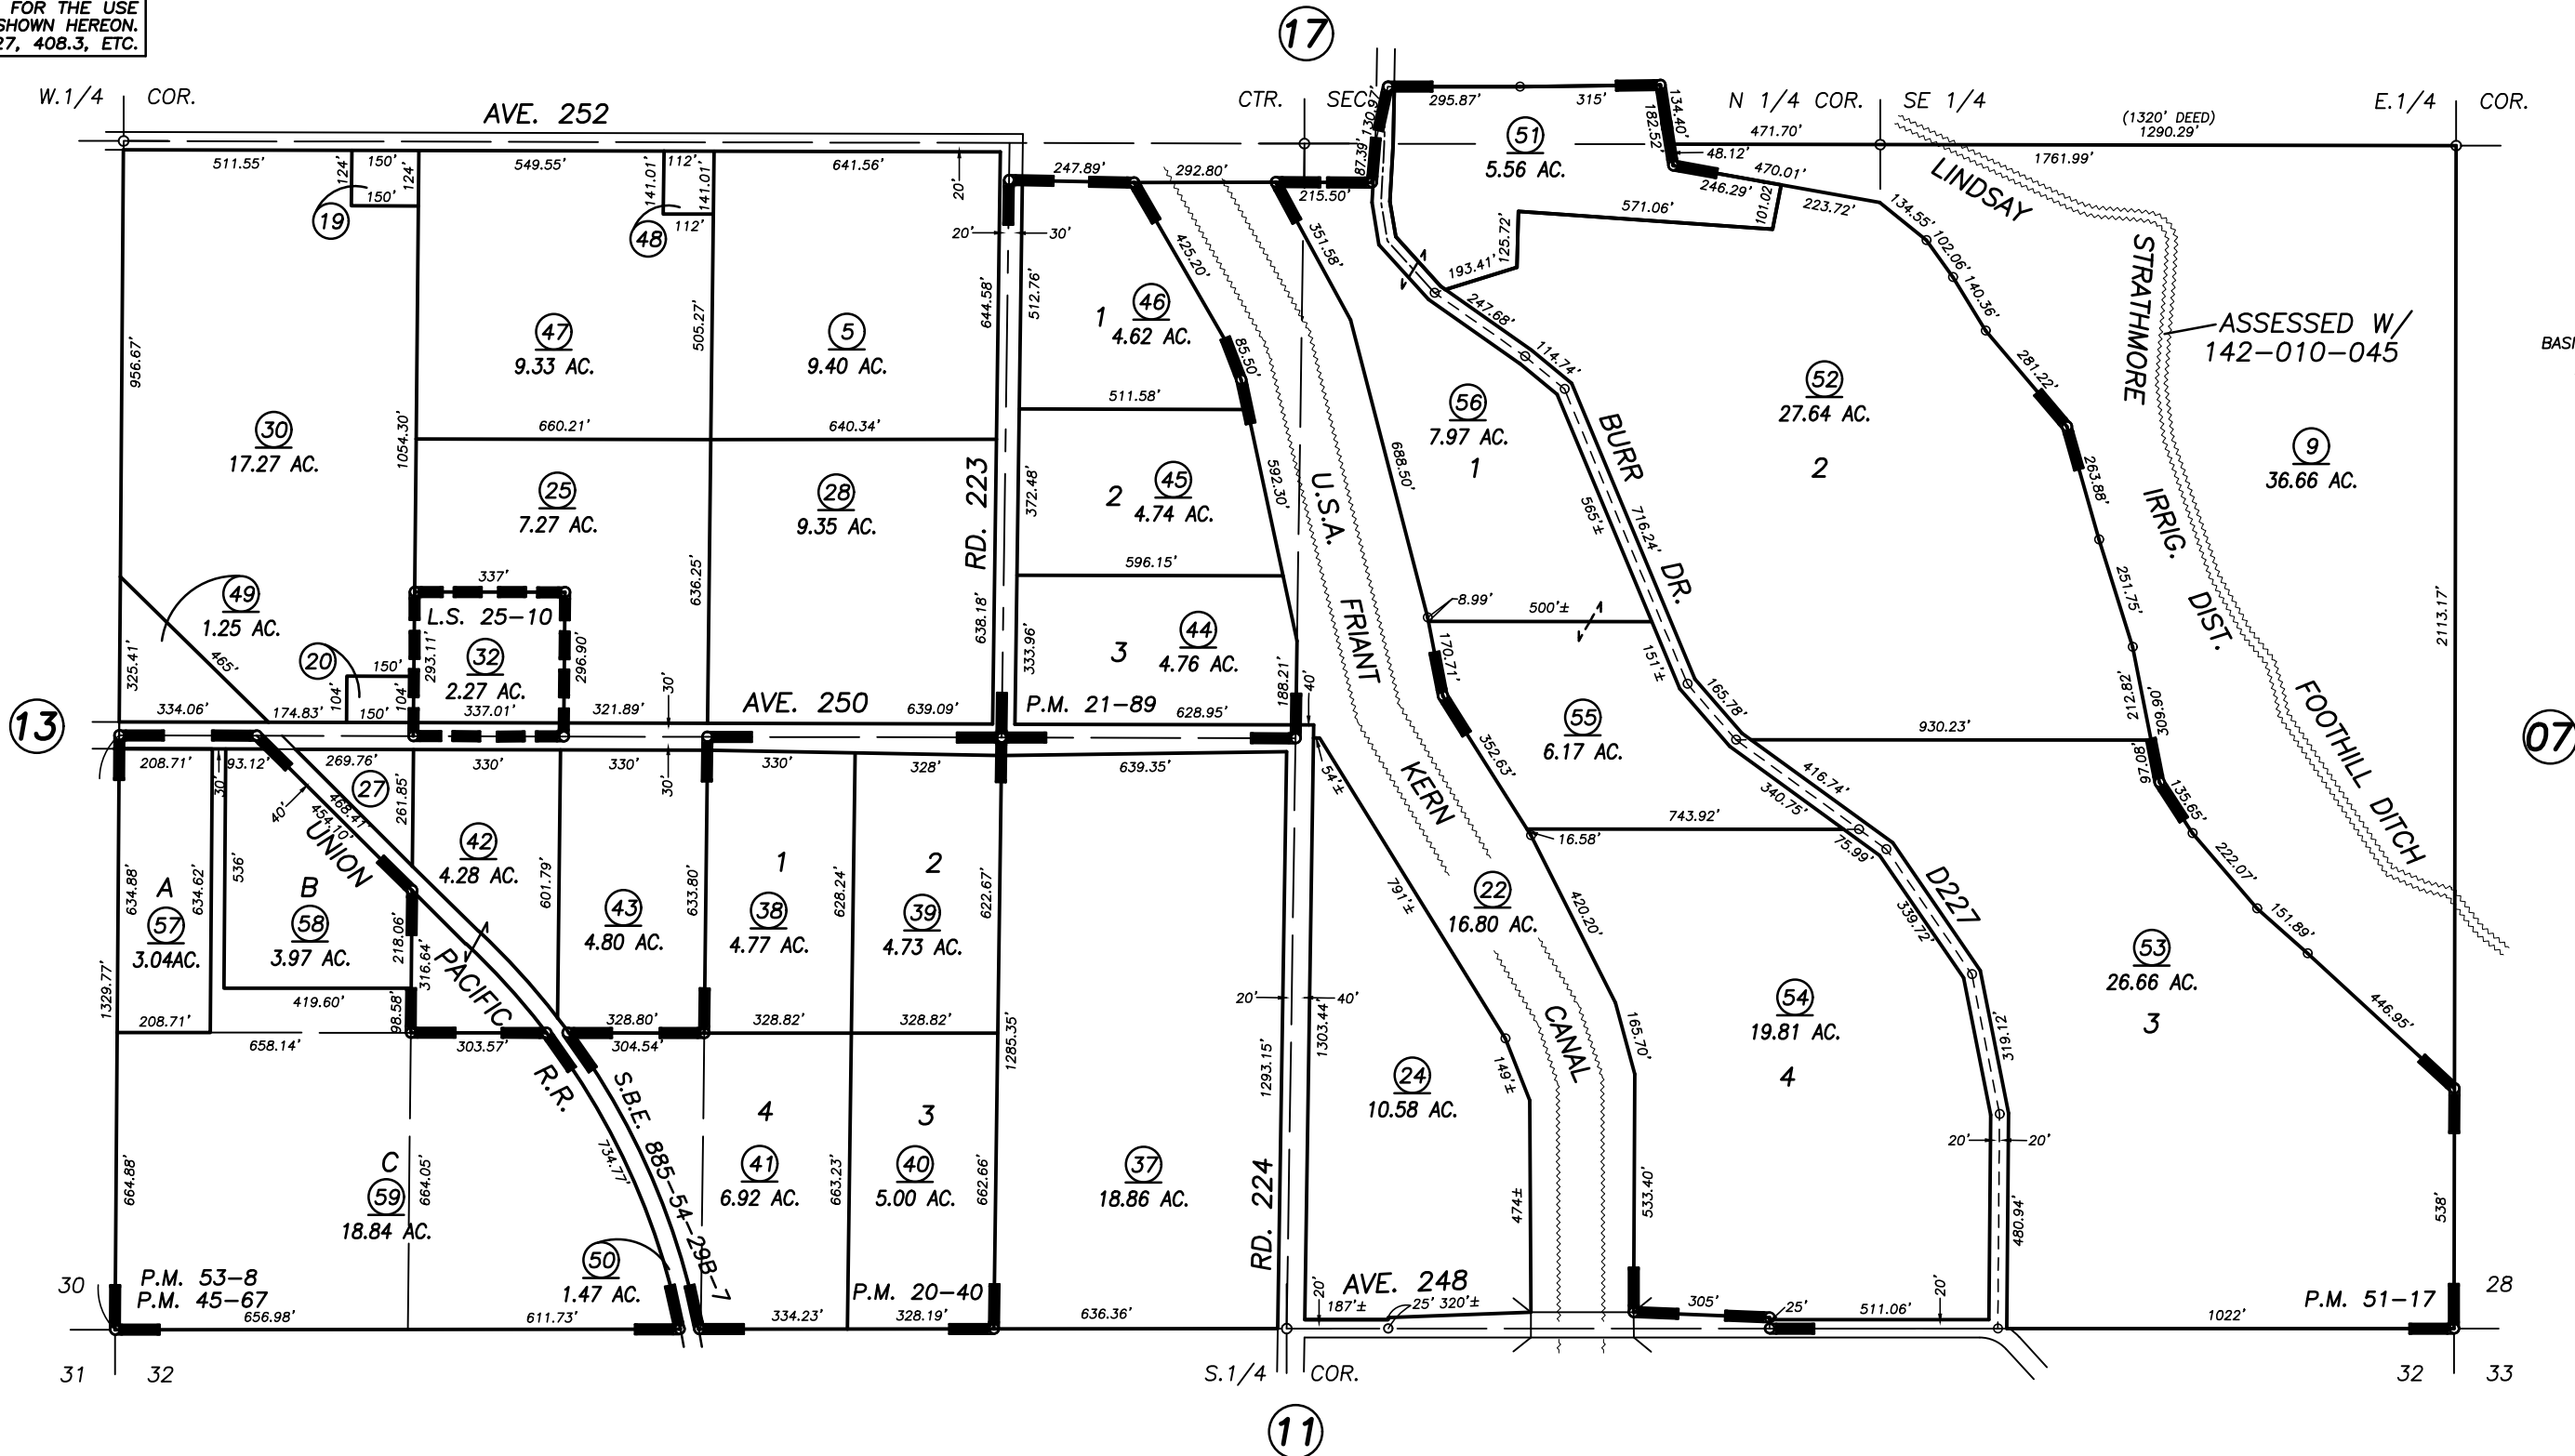 FOR THE USE
SHOWN HEREON.
27, 408.3, ETC.
17
W.1/4 COR.
AVE. 252
CTR. SEC.
N 1/4 COR. SE 1/4
E.1/4 COR.
295.87' 315'
130.97'
134.40'
182.52'
87.39'
471.70'
(1320' DEED)
1290.29'
1761.99'
511.55' 150' 549.55' 112' 641.56'
124' 124'
150'
141.01' 141.01'
112'
20'
247.89' 292.80' 215.50'
51
5.56 AC.
48.12'
470.01'
246.29'
223.72'
101.02
571.06'
125.72'
193.41'
19
48
20' 30'
LINDSAY
STRATHMORE
IRRIG.
DIST.
FOOTHILL DITCH
ASSESSED W/
142-010-045
BASI
134.55'
102.06'
140.36'
281.22'
263.88'
251.75'
212.82'
309.90'
97.08'
135.65'
222.07'
151.89'
446.95'
956.67'
47
9.33 AC.
5
9.40 AC.
505.27'
644.58'
512.76'
1
46
4.62 AC.
425.20'
85.50'
351.58'
511.58'
247.68'
114.74'
56
7.97 AC.
1
52
27.64 AC.
2
9
36.66 AC.
30
17.27 AC.
1054.30'
660.21' 640.34'
25
7.27 AC.
28
9.35 AC.
RD. 223
372.48'
2
45
4.74 AC.
592.30'
688.50'
BURR DR.
565'±
716.24'
U.S.A.
FRIANT
KERN
CANAL
596.15'
49
1.25 AC.
465'
325.41'
337'
L.S. 25-10
32
2.27 AC.
293.11'
296.90'
337.01'
20
150'
104' 104'
150'
636.25'
638.18'
333.96'
3
44
4.76 AC.
188.21'
40'
8.99'
500'±
170.71'
151'±
165.78'
2113.17'
13
334.06' 174.83'
321.89'
30'
AVE. 250
639.09'
P.M. 21-89
628.95'
352.63'
55
6.17 AC.
930.23'
416.74'
340.75'
75.99'
07
208.71' 93.12' 269.76' 330' 330' 330' 328' 639.35'
30'
30'
40'
27
468.41'
454.10'
261.85'
54'±
743.92'
16.58'
UNION
PACIFIC
R.R.
S.B.E. 885-54-29B-7
634.88'
634.62'
536'
A
57
3.04AC.
B
58
3.97 AC.
42
4.28 AC.
601.79'
43
4.80 AC.
633.80'
1
38
4.77 AC.
628.24'
2
39
4.73 AC.
622.67'
218.06'
316.64'
98.58'
791'±
22
16.80 AC.
420.20'
D227
339.72'
1329.77'
208.71'
419.60'
658.14'
303.57'
328.80'
304.54'
328.82' 328.82'
1285.35'
1293.15'
1303.44'
20' 40'
149'±
165.70'
54
19.81 AC.
4
319.12'
53
26.66 AC.
3
24
10.58 AC.
664.88'
C
59
18.84 AC.
664.05'
734.77'
4
41
6.92 AC.
663.23'
3
40
5.00 AC.
662.66'
37
18.86 AC.
RD. 224
474±
533.40'
20' 20'
480.94'
538'
50
1.47 AC.
30
P.M. 53-8
P.M. 45-67
656.98' 611.73' 334.23'
P.M. 20-40
328.19'
636.36'
AVE. 248
20'
187'±
25' 320'±
305'
25'
511.06'
20'
P.M. 51-17
1022'
28
31 32
S.1/4 COR.
32 33
11